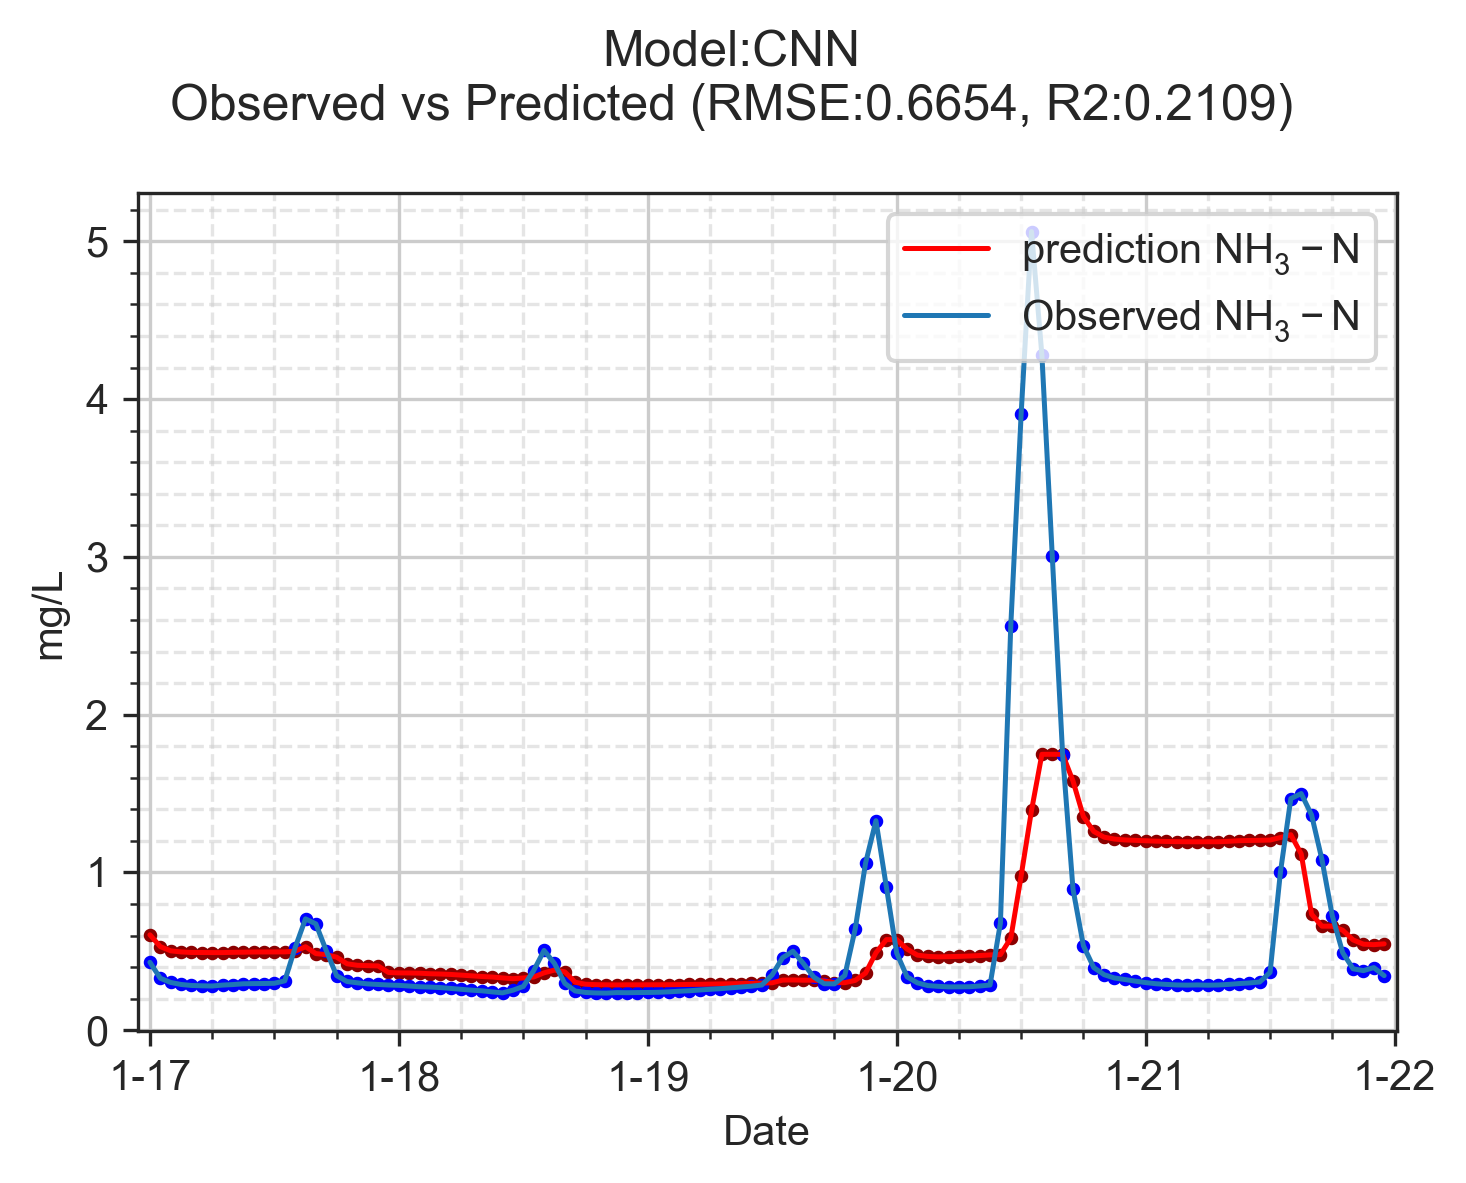 Model:CNN
Observed vs Predicted (RMSE:0.6654, R2:0.2109)
prediction NH₃ − N
Observed NH₃ − N
5
4
3
2
1
0
mg/L
1-17 1-18 1-19 1-20 1-21 1-22
Date